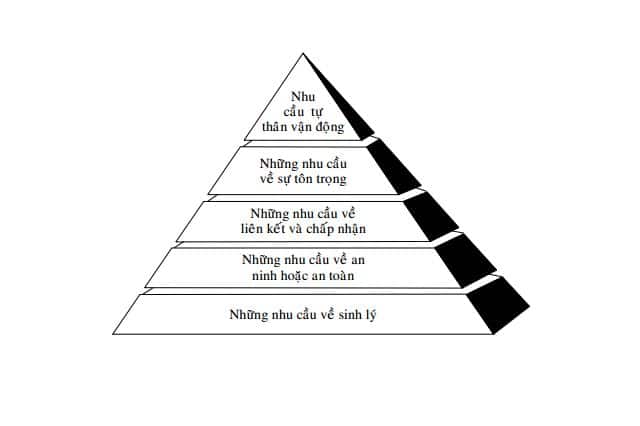 Nhu
cầu tự
thân vận động
Những nhu cầu
về sự tôn trọng
Những nhu cầu về
liên kết và chấp nhận
Những nhu cầu về an
ninh hoặc an toàn
Những nhu cầu về sinh lý